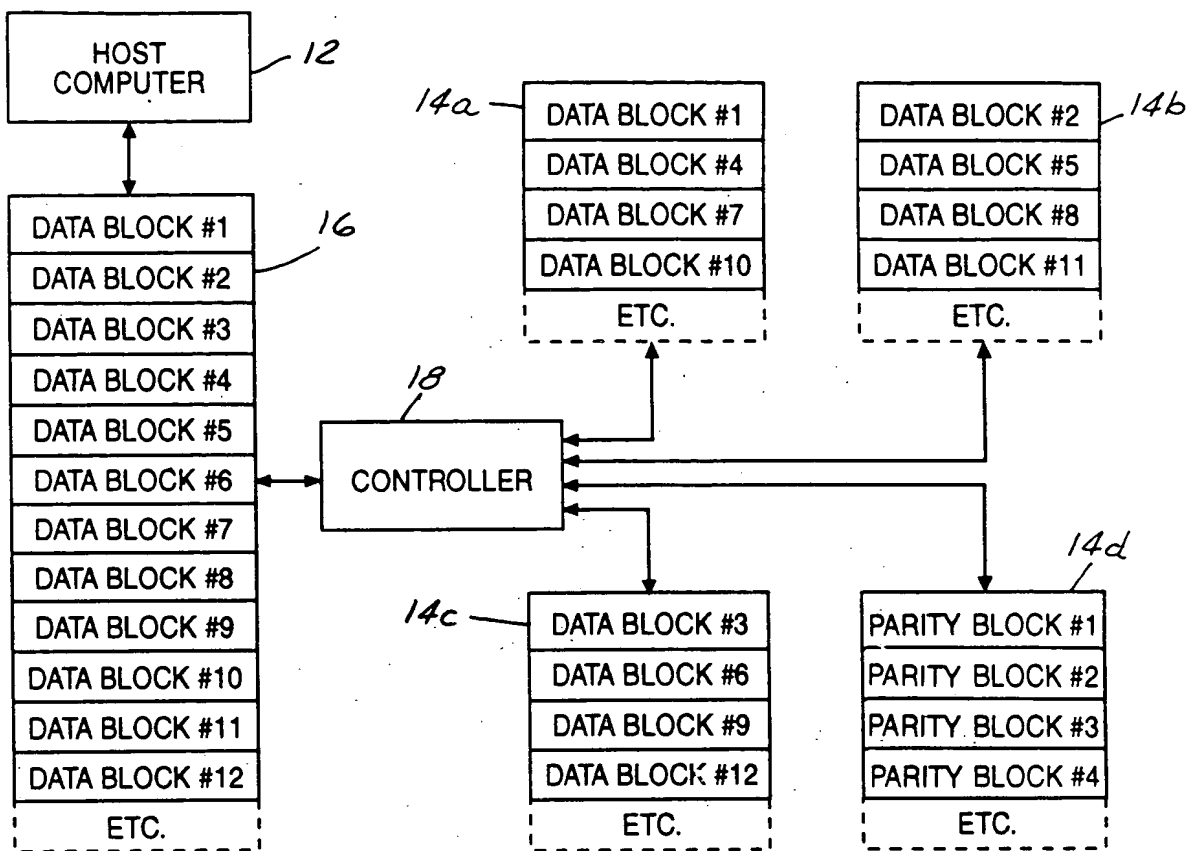 HOST
COMPUTER
12
DATA BLOCK #1
DATA BLOCK #2
DATA BLOCK #3
DATA BLOCK #4
DATA BLOCK #5
DATA BLOCK #6
DATA BLOCK #7
DATA BLOCK #8
DATA BLOCK #9
DATA BLOCK #10
DATA BLOCK #11
DATA BLOCK #12
ETC.
16
18
CONTROLLER
14a
DATA BLOCK #1
DATA BLOCK #4
DATA BLOCK #7
DATA BLOCK #10
ETC.
14b
DATA BLOCK #2
DATA BLOCK #5
DATA BLOCK #8
DATA BLOCK #11
ETC.
14c
DATA BLOCK #3
DATA BLOCK #6
DATA BLOCK #9
DATA BLOCK #12
ETC.
14d
PARITY BLOCK #1
PARITY BLOCK #2
PARITY BLOCK #3
PARITY BLOCK #4
ETC.